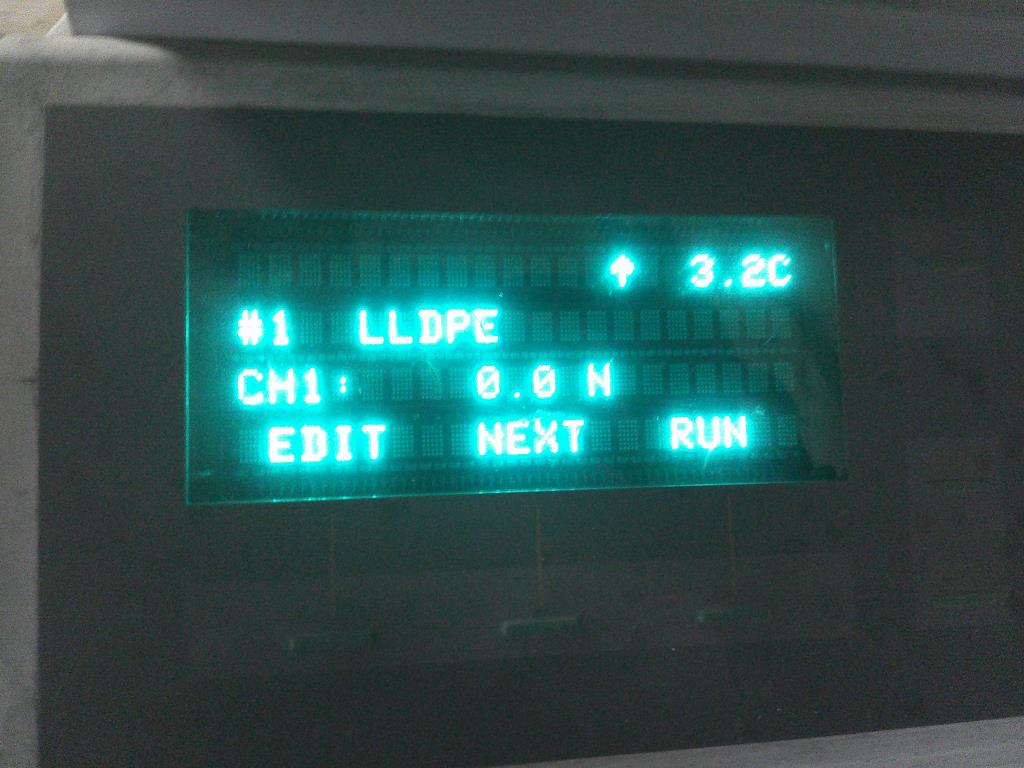 ↑ 3.2C
#1 LLDPE
CH1: 0.0 N
EDIT NEXT RUN